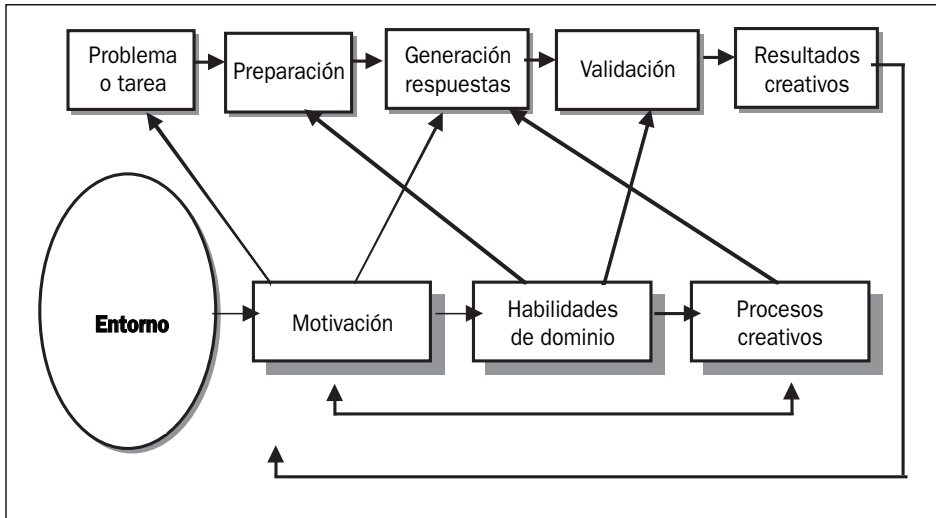 Problema
o tarea
Preparación
Generación
respuestas
Validación
Resultados
creativos
Entorno
Motivación
Habilidades
de dominio
Procesos
creativos